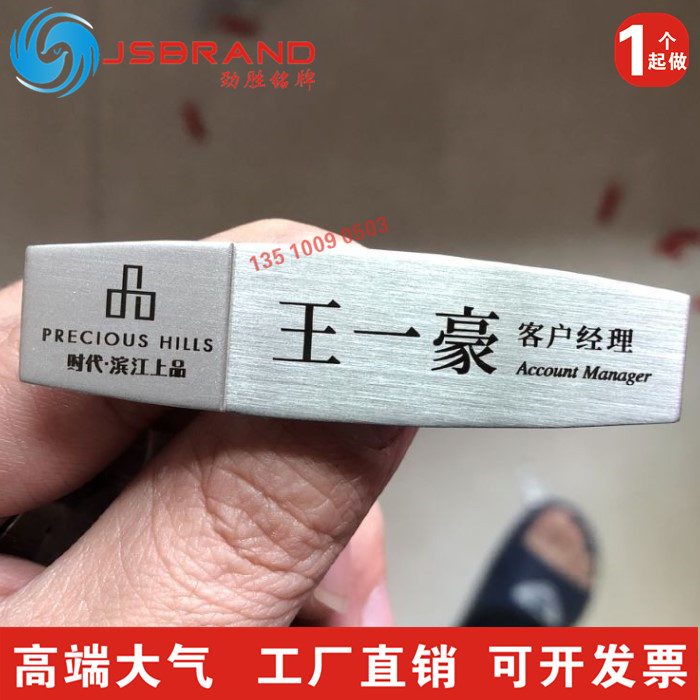 JSBRAND
劲胜铭牌
1个起做
135 1009 0503
PRECIOUS HILLS
时代·滨江上品
王一豪 客户经理
Account Manager
高端大气 工厂直销 可开发票